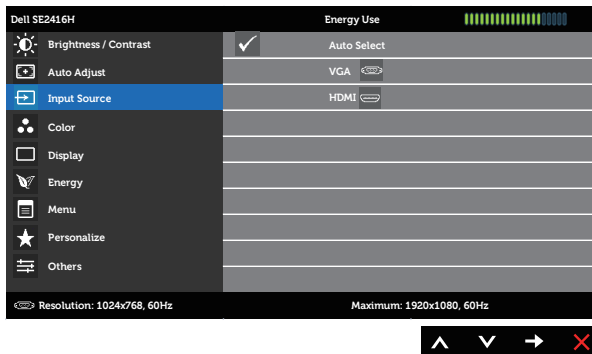 Dell SE2416H Energy Use
Brightness / Contrast Auto Select
Auto Adjust VGA
Input Source HDMI
Color
Display
Energy
Menu
Personalize
Others
Resolution: 1024x768, 60Hz Maximum: 1920x1080, 60Hz